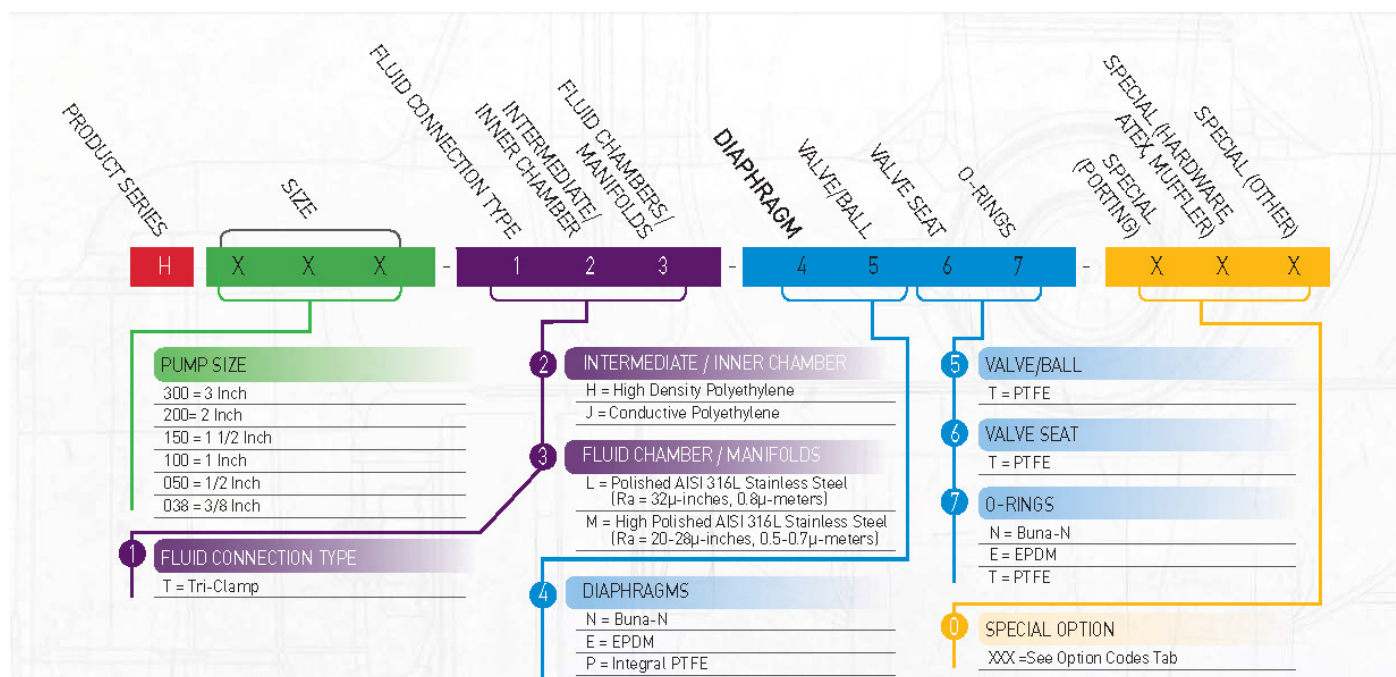 PRODUCT SERIES
SIZE
FLUID CONNECTION TYPE
INTERMEDIATE/
INNER CHAMBER
FLUID CHAMBERS/
MANIFOLDS
DIAPHRAGM
VALVE/BALL
VALVE SEAT
O-RINGS
SPECIAL
(PORTING)
SPECIAL (HARDWARE
ATEX, MUFFLER)
SPECIAL (OTHER)
H X X X - 1 2 3 - 4 5 6 7 - X X X
PUMP SIZE
300 = 3 Inch
200= 2 Inch
150 = 1 1/2 Inch
100 = 1 Inch
050 = 1/2 Inch
038 = 3/8 Inch
1 FLUID CONNECTION TYPE
T = Tri-Clamp
2 INTERMEDIATE / INNER CHAMBER
H = High Density Polyethylene
J = Conductive Polyethylene
3 FLUID CHAMBER / MANIFOLDS
L = Polished AISI 316L Stainless Steel
(Ra = 32µ-inches, 0.8µ-meters)
M = High Polished AISI 316L Stainless Steel
(Ra = 20-28µ-inches, 0.5-0.7µ-meters)
4 DIAPHRAGMS
N = Buna-N
E = EPDM
P = Integral PTFE
5 VALVE/BALL
T = PTFE
6 VALVE SEAT
T = PTFE
7 O-RINGS
N = Buna-N
E = EPDM
T = PTFE
0 SPECIAL OPTION
XXX =See Option Codes Tab